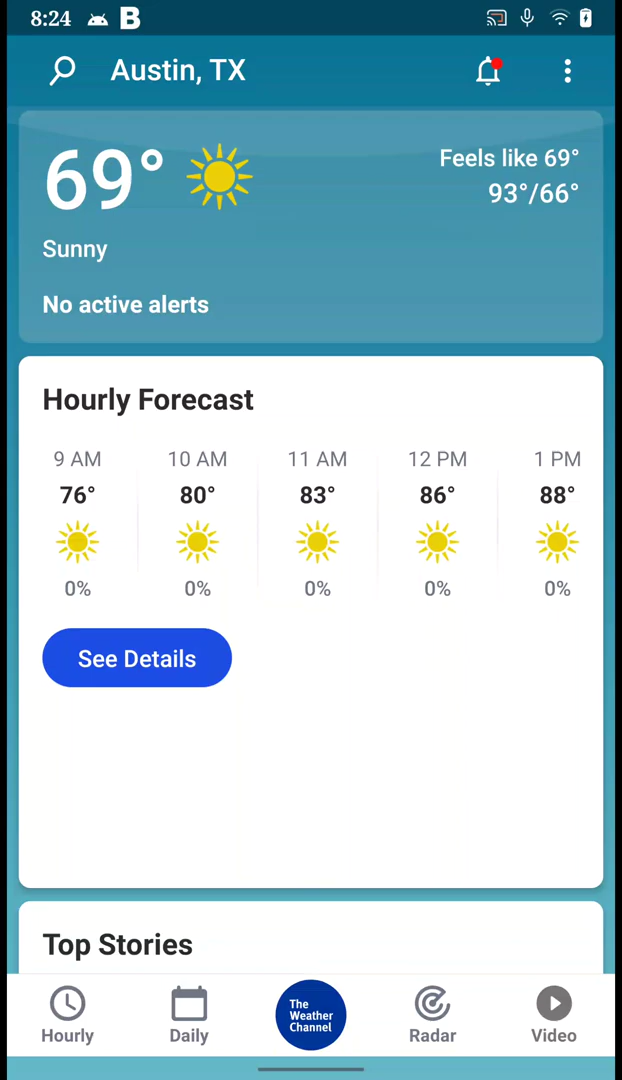 8:24 B
Austin, TX
69°
Feels like 69°
93°/66°
Sunny
No active alerts
Hourly Forecast
9 AM 10 AM 11 AM 12 PM 1 PM
76° 80° 83° 86° 88°
0% 0% 0% 0% 0%
See Details
Top Stories
The
Weather
Channel
Hourly Daily Radar Video